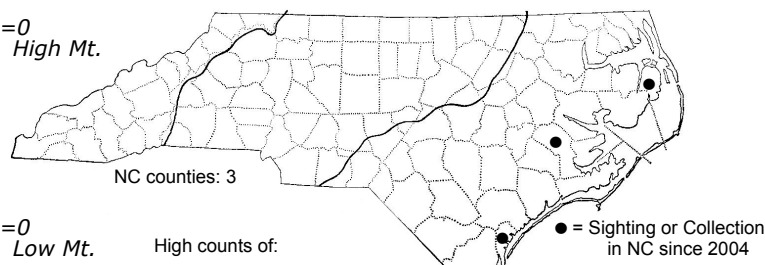 =0
High Mt.
NC counties: 3
=0
Low Mt.
High counts of:
● = Sighting or Collection
in NC since 2004